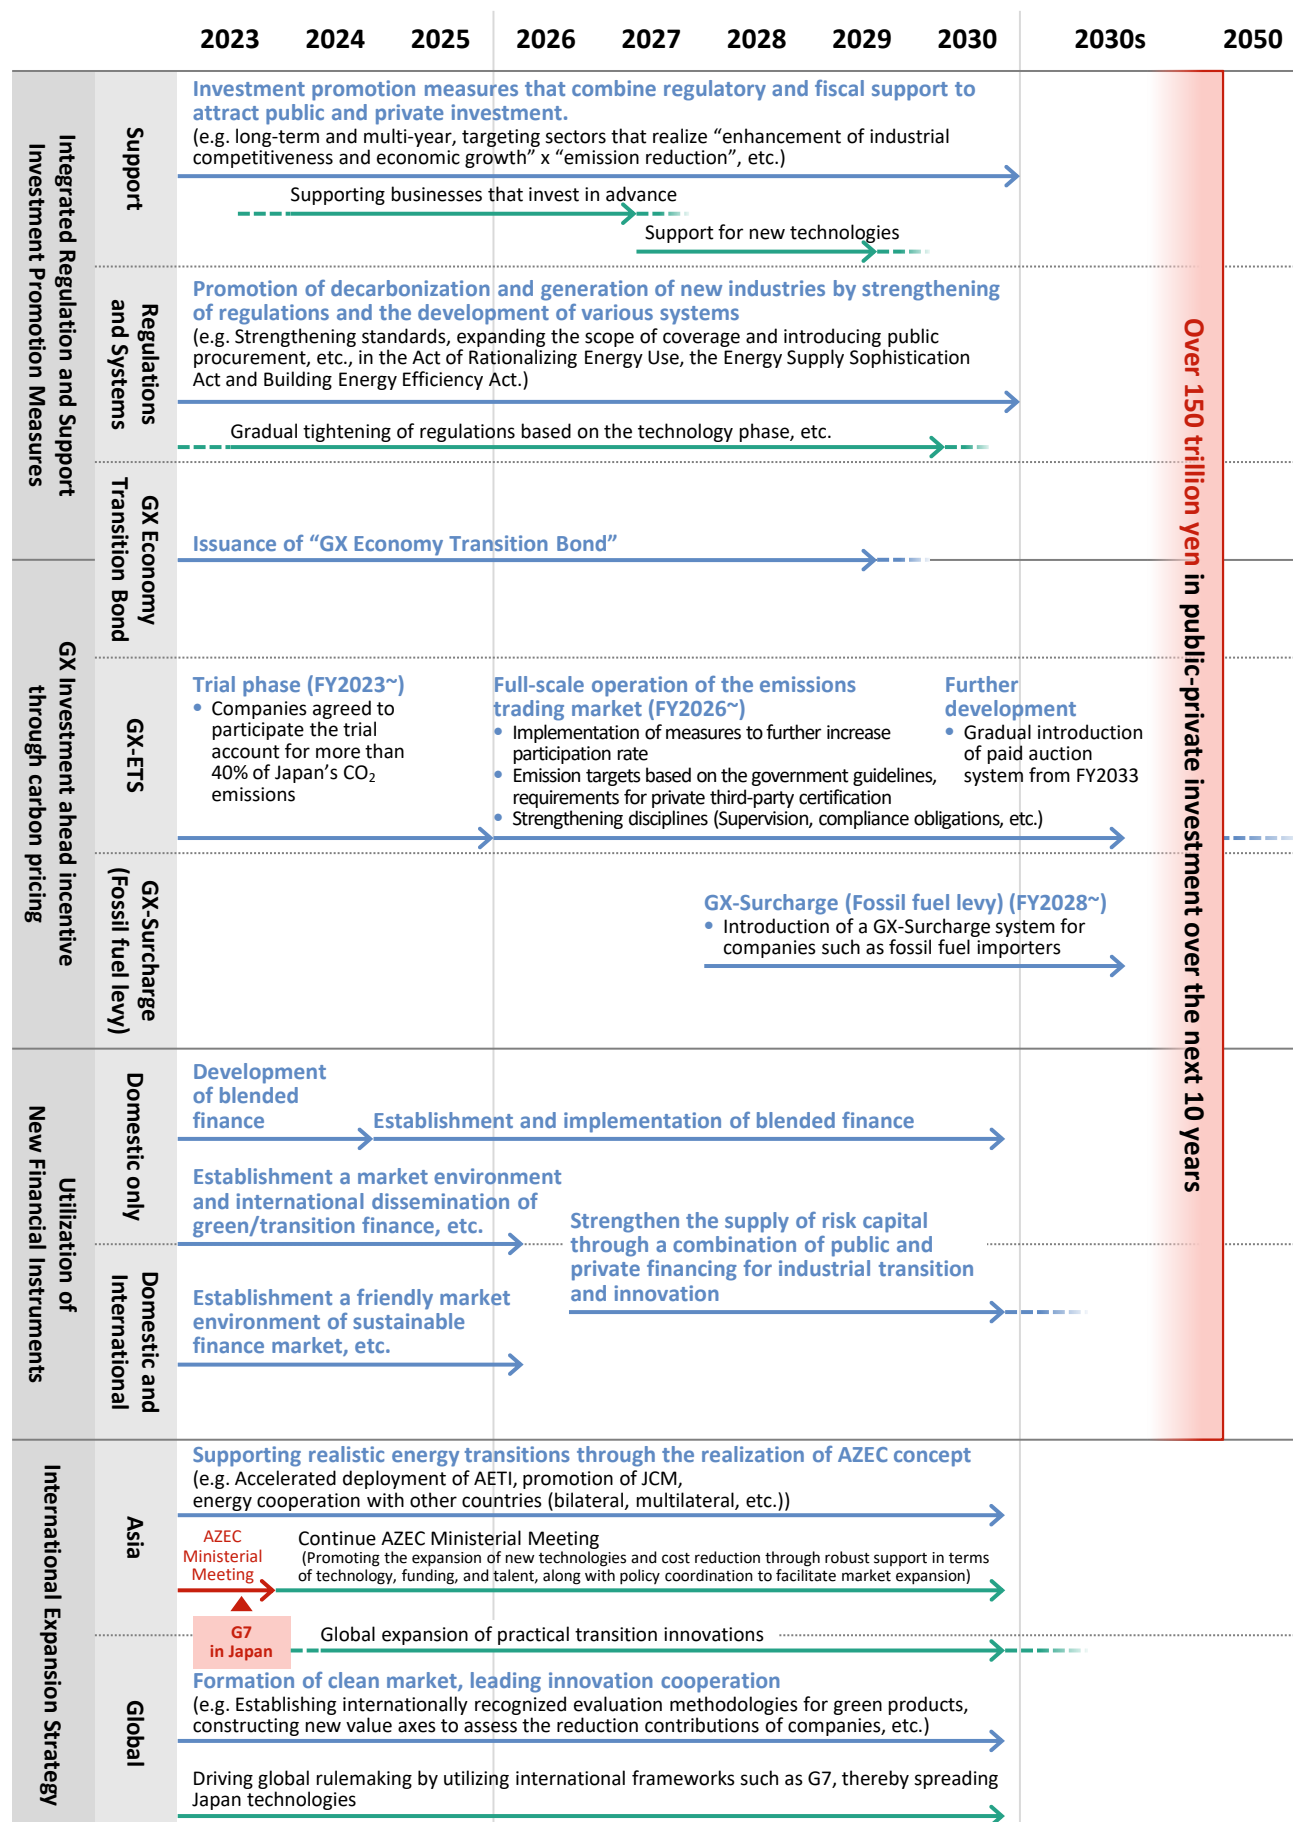 2023 2024 2025 2026 2027 2028 2029 2030 2030s 2050
Integrated Regulation and Support
Investment Promotion Measures
Support
Investment promotion measures that combine regulatory and fiscal support to
attract public and private investment.
(e.g. long-term and multi-year, targeting sectors that realize “enhancement of industrial
competitiveness and economic growth” x “emission reduction”, etc.)
Supporting businesses that invest in advance
Support for new technologies
Regulations
and Systems
Promotion of decarbonization and generation of new industries by strengthening
of regulations and the development of various systems
(e.g. Strengthening standards, expanding the scope of coverage and introducing public
procurement, etc., in the Act of Rationalizing Energy Use, the Energy Supply Sophistication
Act and Building Energy Efficiency Act.)
Gradual tightening of regulations based on the technology phase, etc.
GX Economy
Transition Bond
Issuance of “GX Economy Transition Bond”
GX Investment ahead incentive
through carbon pricing
GX-ETS
Trial phase (FY2023~)
• Companies agreed to
participate the trial
account for more than
40% of Japan’s CO2
emissions
Full-scale operation of the emissions
trading market (FY2026~)
• Implementation of measures to further increase
participation rate
• Emission targets based on the government guidelines,
requirements for private third-party certification
• Strengthening disciplines (Supervision, compliance obligations, etc.)
Further
development
• Gradual introduction
of paid auction
system from FY2033
GX-Surcharge
(Fossil fuel levy)
GX-Surcharge (Fossil fuel levy) (FY2028~)
• Introduction of a GX-Surcharge system for
companies such as fossil fuel importers
Over 150 trillion yen in public-private investment over the next 10 years
Utilization of
New Financial Instruments
Domestic only
Development
of blended
finance
Establishment and implementation of blended finance
Establishment a market environment
and international dissemination of
green/transition finance, etc.
Strengthen the supply of risk capital
through a combination of public and
private financing for industrial transition
and innovation
Domestic and
International
Establishment a friendly market
environment of sustainable
finance market, etc.
International Expansion Strategy
Asia
Supporting realistic energy transitions through the realization of AZEC concept
(e.g. Accelerated deployment of AETI, promotion of JCM,
energy cooperation with other countries (bilateral, multilateral, etc.))
AZEC
Ministerial
Meeting
Continue AZEC Ministerial Meeting
(Promoting the expansion of new technologies and cost reduction through robust support in terms
of technology, funding, and talent, along with policy coordination to facilitate market expansion)
G7
in Japan
Global expansion of practical transition innovations
Global
Formation of clean market, leading innovation cooperation
(e.g. Establishing internationally recognized evaluation methodologies for green products,
constructing new value axes to assess the reduction contributions of companies, etc.)
Driving global rulemaking by utilizing international frameworks such as G7, thereby spreading
Japan technologies